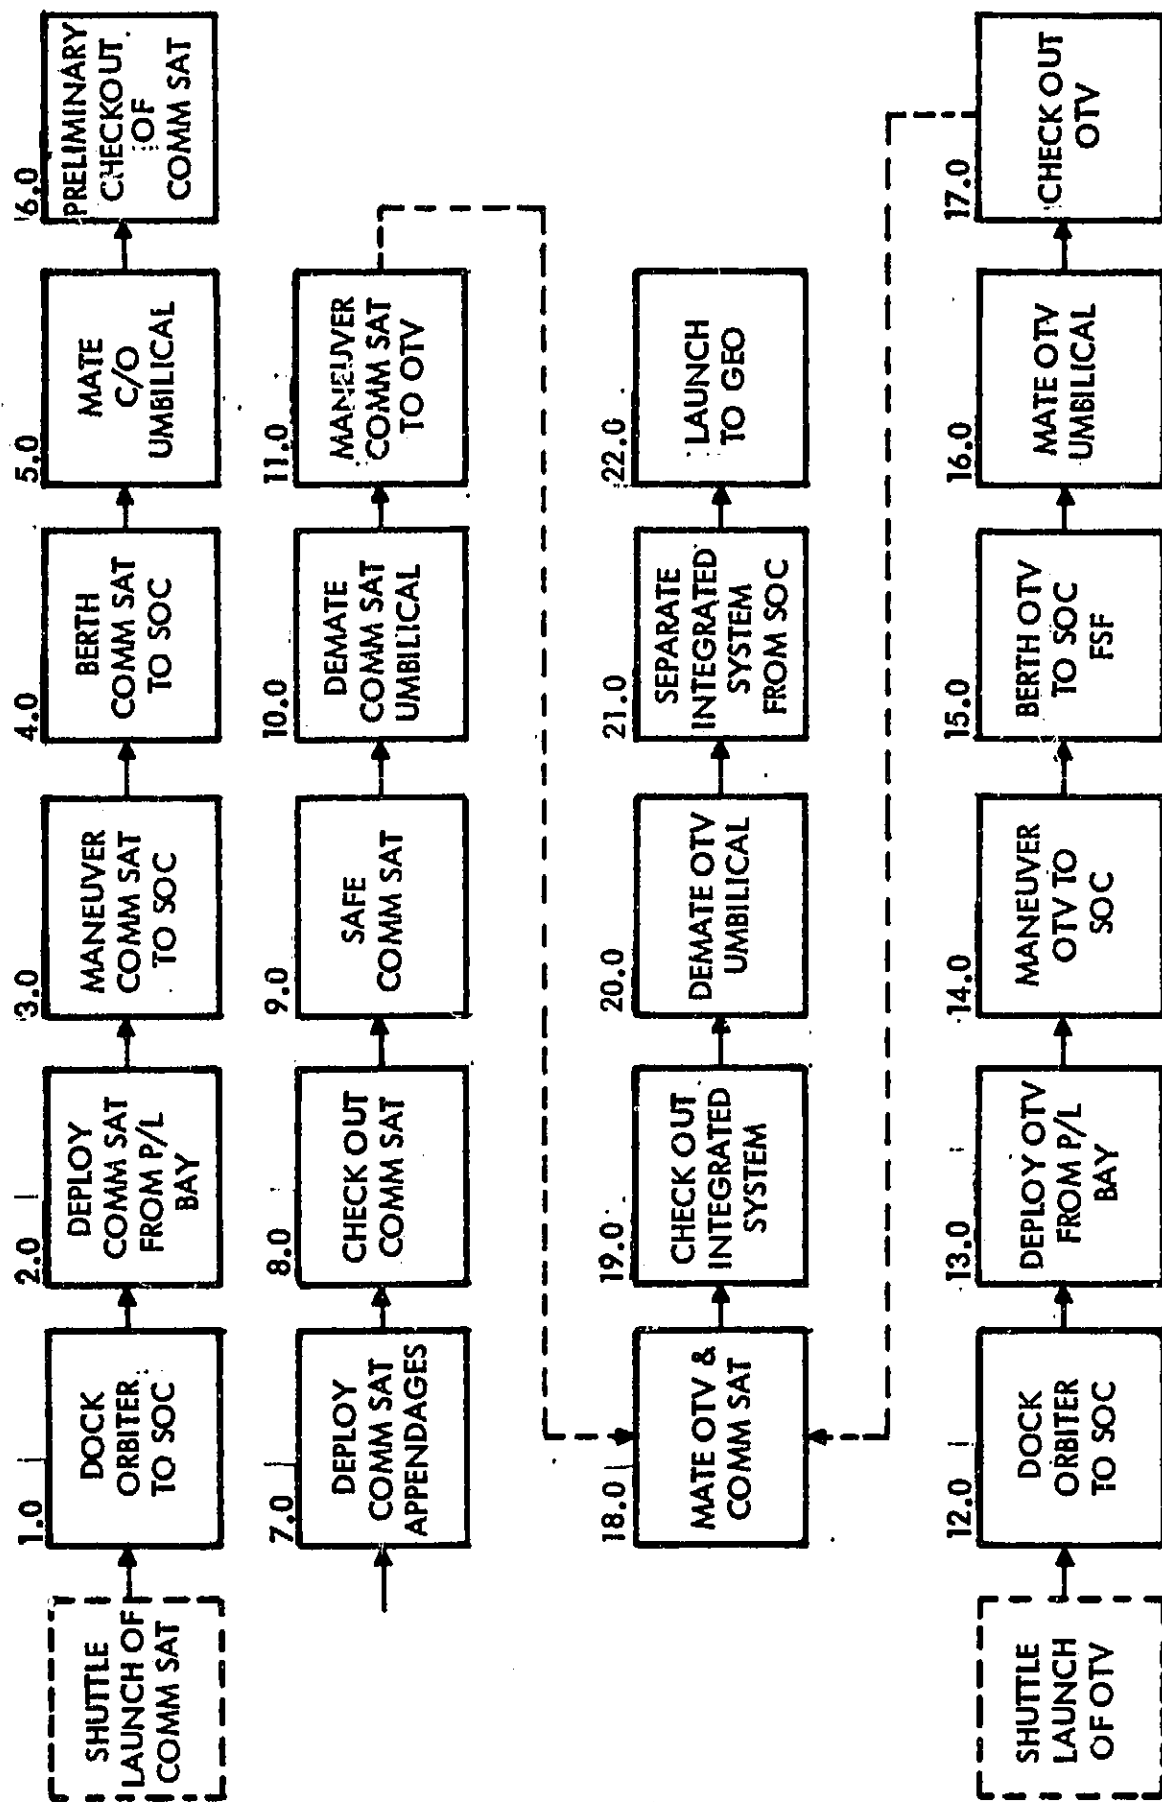 SHUTTLE
LAUNCH OF
COMM SAT
1.0
DOCK
ORBITER
TO SOC
2.0
DEPLOY
COMM SAT
FROM P/L
BAY
3.0
MANEUVER
COMM SAT
TO SOC
4.0
BERTH
COMM SAT
TO SOC
5.0
MATE
C/O
UMBILICAL
6.0
PRELIMINARY
CHECKOUT
OF
COMM SAT
7.0
DEPLOY
COMM SAT
APPENDAGES
8.0
CHECK OUT
COMM SAT
9.0
SAFE
COMM SAT
10.0
DEMATE
COMM SAT
UMBILICAL
11.0
MANEUVER
COMM SAT
TO OTV
18.0
MATE OTV &
COMM SAT
19.0
CHECK OUT
INTEGRATED
SYSTEM
20.0
DEMATE OTV
UMBILICAL
21.0
SEPARATE
INTEGRATED
SYSTEM
FROM SOC
22.0
LAUNCH
TO GEO
SHUTTLE
LAUNCH
OF OTV
12.0
DOCK
ORBITER
TO SOC
13.0
DEPLOY OTV
FROM P/L
BAY
14.0
MANEUVER
OTV TO
SOC
15.0
BERTH OTV
TO SOC
FSF
16.0
MATE OTV
UMBILICAL
17.0
CHECK OUT
OTV